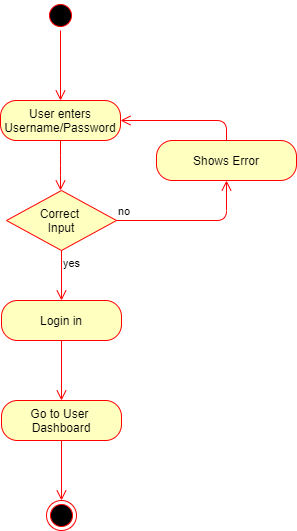 User enters
Username/Password
Shows Error
Correct
Input
no
yes
Login in
Go to User
Dashboard